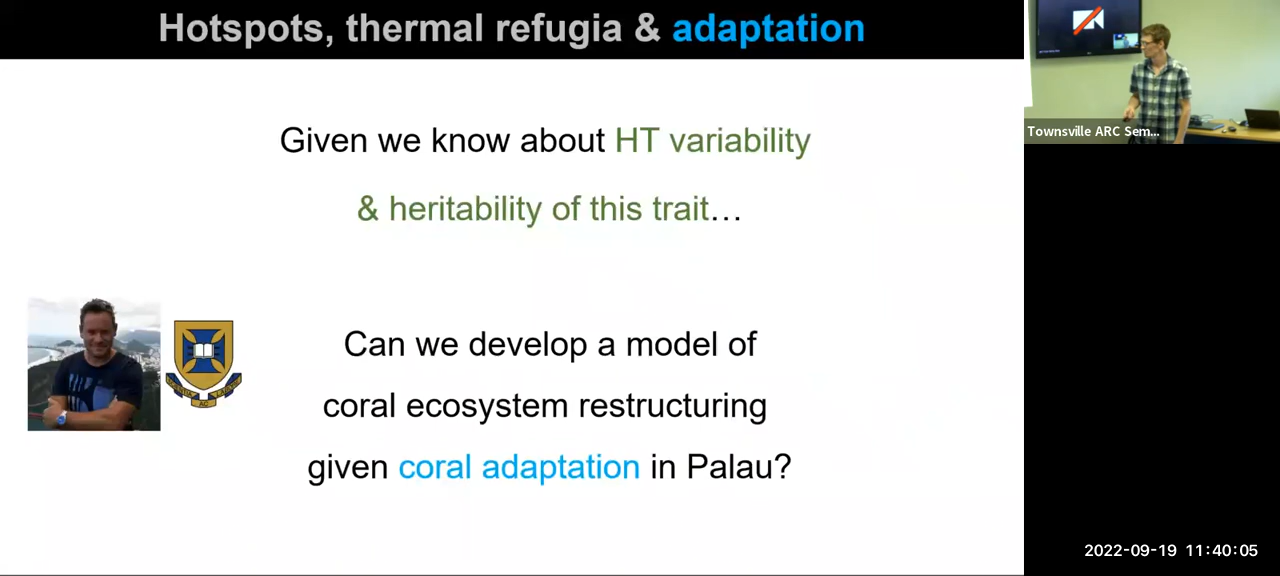 Hotspots, thermal refugia & adaptation
Given we know about HT variability
& heritability of this trait…
Can we develop a model of
coral ecosystem restructuring
given coral adaptation in Palau?
AC
Townsville ARC Sem...
2022-09-19 11:40:05